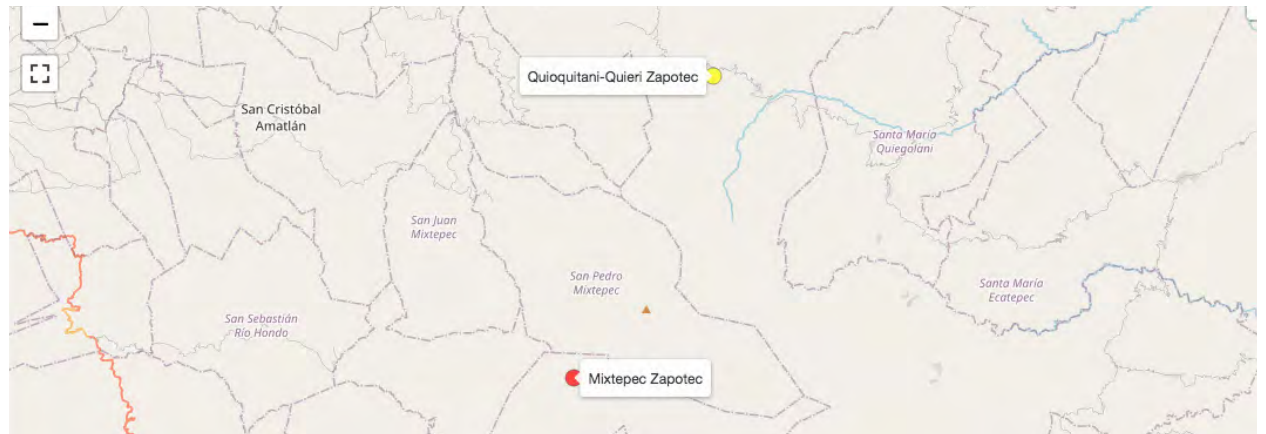 Quioquitani-Quieri Zapotec
San Cristóbal
Amatlán
Santa María
Quiegolani
San Juan
Mixtepec
San Pedro
Mixtepec
Santa María
Ecatepec
San Sebastián
Río Hondo
Mixtepec Zapotec